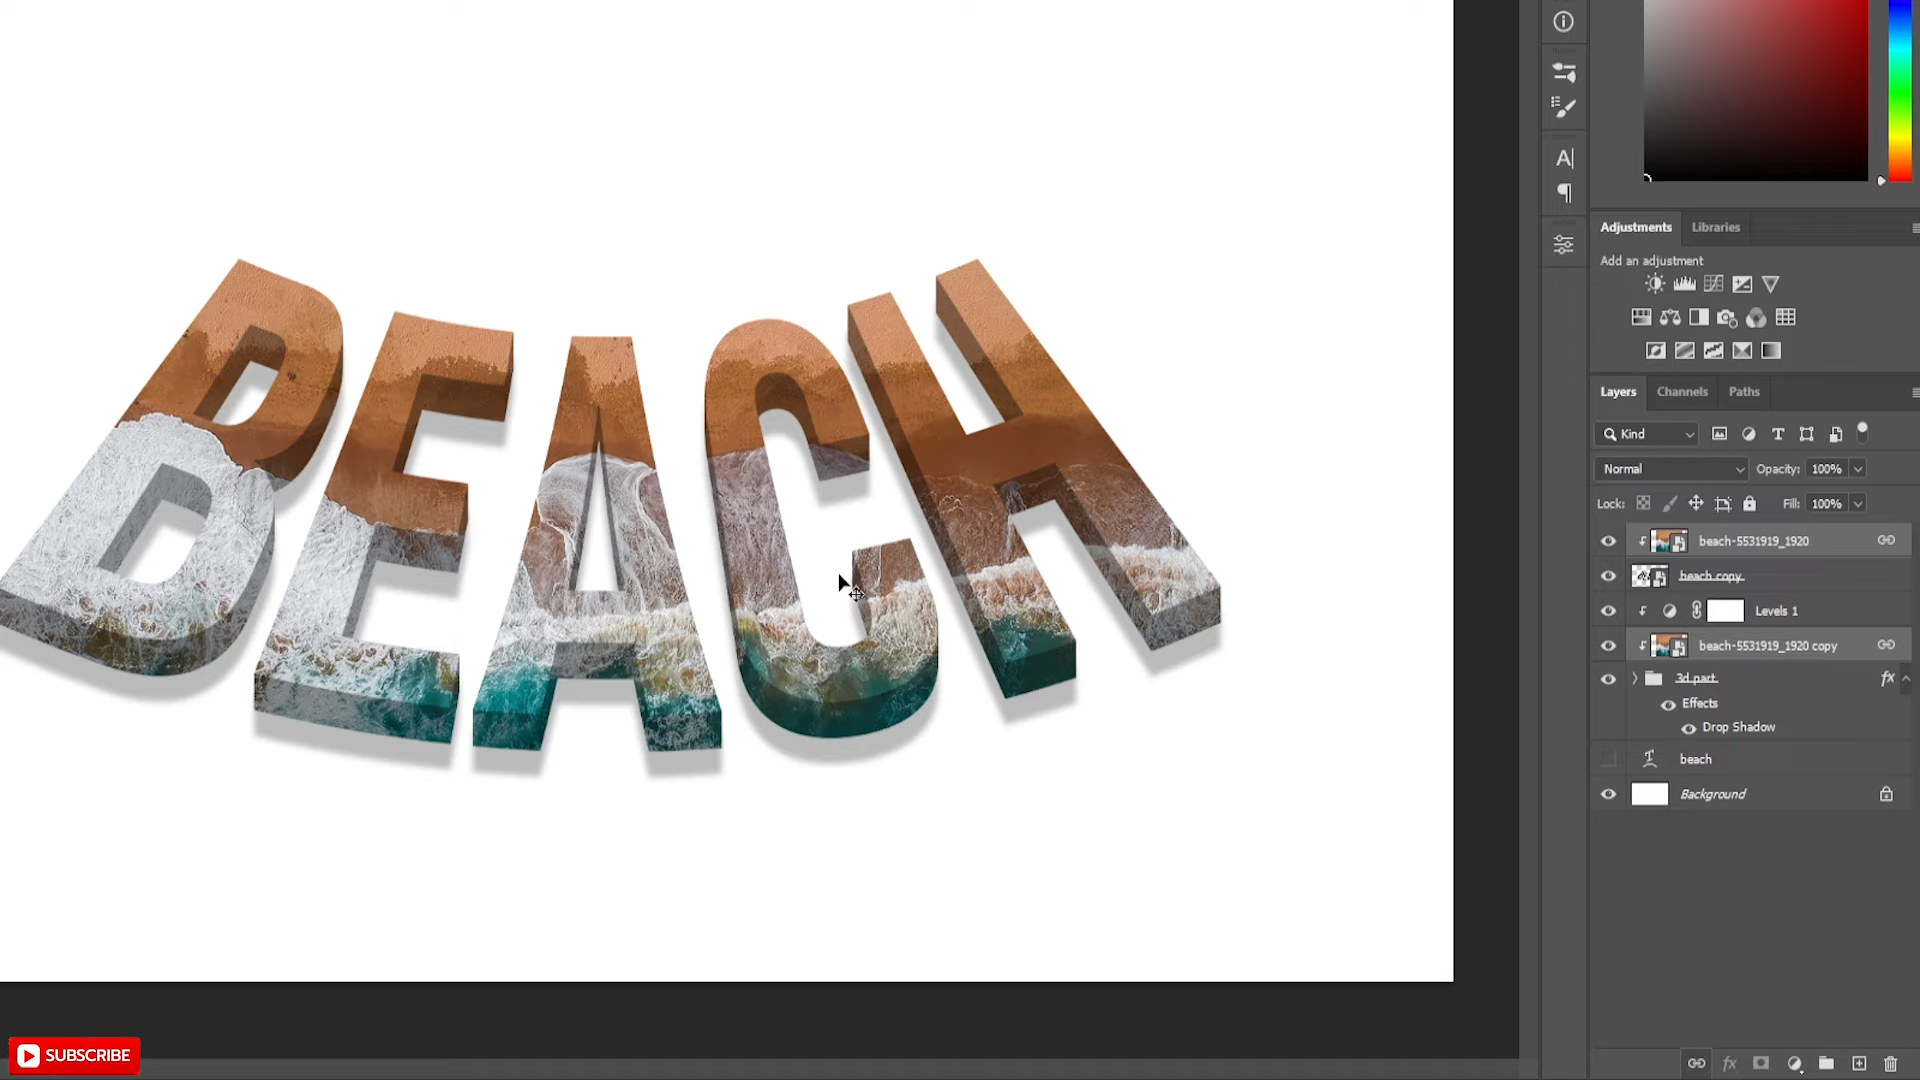 BEACH
Adjustments Libraries
Add an adjustment
Layers Channels Paths
Kind
Normal Opacity: 100%
Lock: Fill: 100%
beach-5531919_1920
beach copy
Levels 1
beach-5531919_1920 copy
3d part
Effects
Drop Shadow
beach
Background
SUBSCRIBE